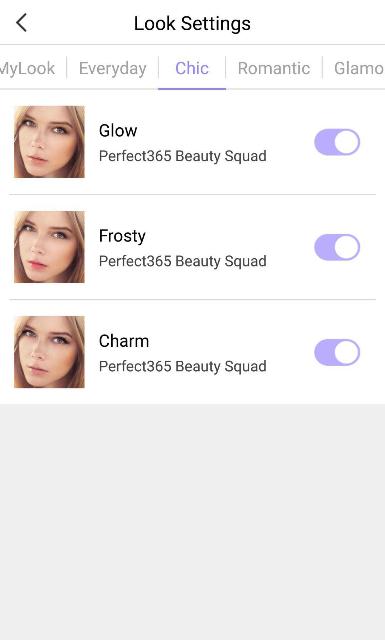 Look Settings
MyLook Everyday Chic Romantic Glamo
Glow
Perfect365 Beauty Squad
Frosty
Perfect365 Beauty Squad
Charm
Perfect365 Beauty Squad